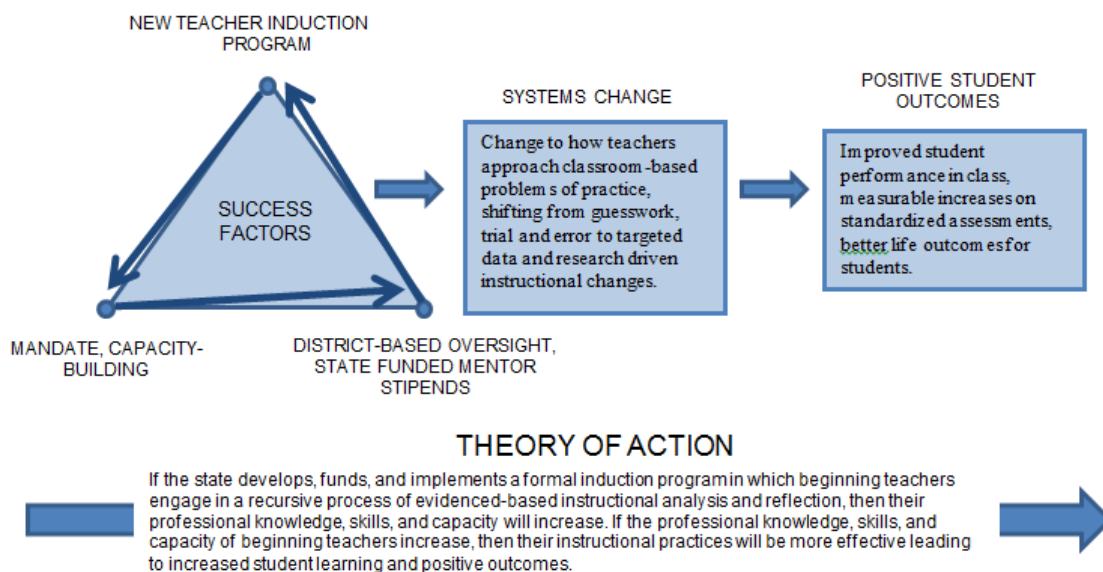 NEW TEACHER INDUCTION
PROGRAM
SUCCESS
FACTORS
MANDATE, CAPACITY-
BUILDING
DISTRICT-BASED OVERSIGHT,
STATE FUNDED MENTOR
STIPENDS
SYSTEMS CHANGE
Change to how teachers
approach classroom-based
problems of practice,
shifting from guesswork,
trial and error to targeted
data and research driven
instructional changes.
POSITIVE STUDENT
OUTCOMES
Improved student
performance in class,
measurable increases on
standardized assessments,
better life outcomes for
students.
THEORY OF ACTION
If the state develops, funds, and implements a formal induction program in which beginning teachers
engage in a recursive process of evidenced-based instructional analysis and reflection, then their
professional knowledge, skills, and capacity will increase. If the professional knowledge, skills, and
capacity of beginning teachers increase, then their instructional practices will be more effective leading
to increased student learning and positive outcomes.